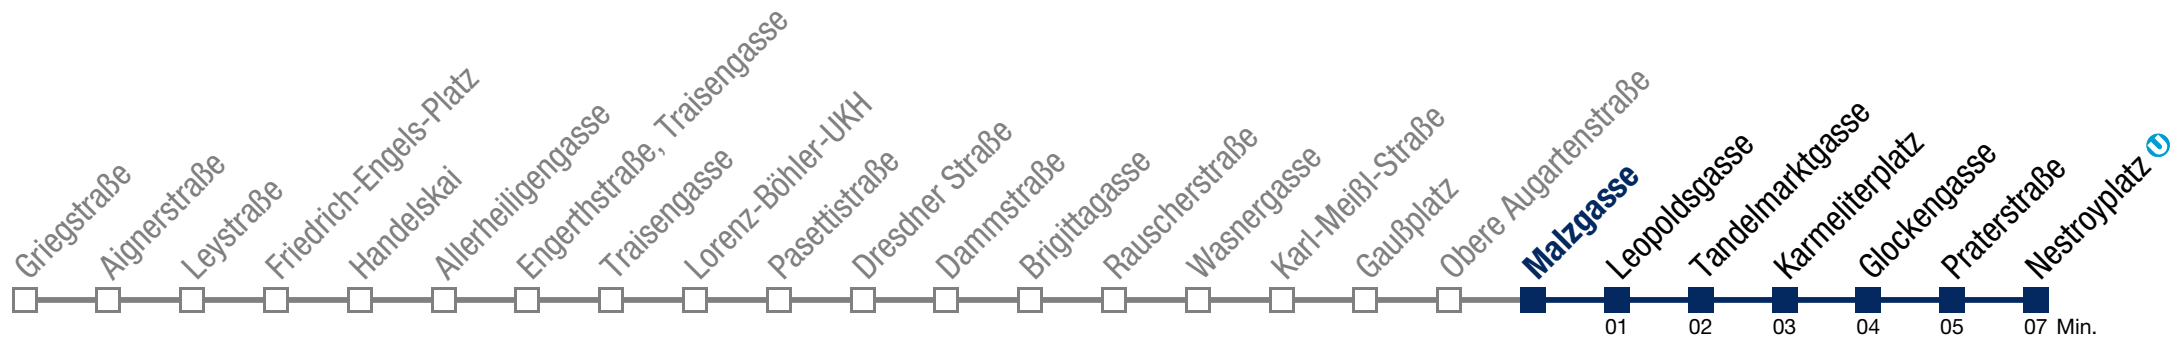 Griegstraße
Aignerstraße
Leystraße
Friedrich-Engels-Platz
Handelskai
Allerheiligengasse
Engerthstraße, Traisengasse
Traisengasse
Lorenz-Böhler-UKH
Pasettistraße
Dresdner Straße
Dammstraße
Brigittagasse
Rauscherstraße
Wasnergasse
Karl-Meißl-Straße
Gaußplatz
Obere Augartenstraße
Malzgasse
Leopoldsgasse
Tandelmarktgasse
Karmeliterplatz
Glockengasse
Praterstraße
Nestroyplatz U
01 02 03 04 05 07 Min.